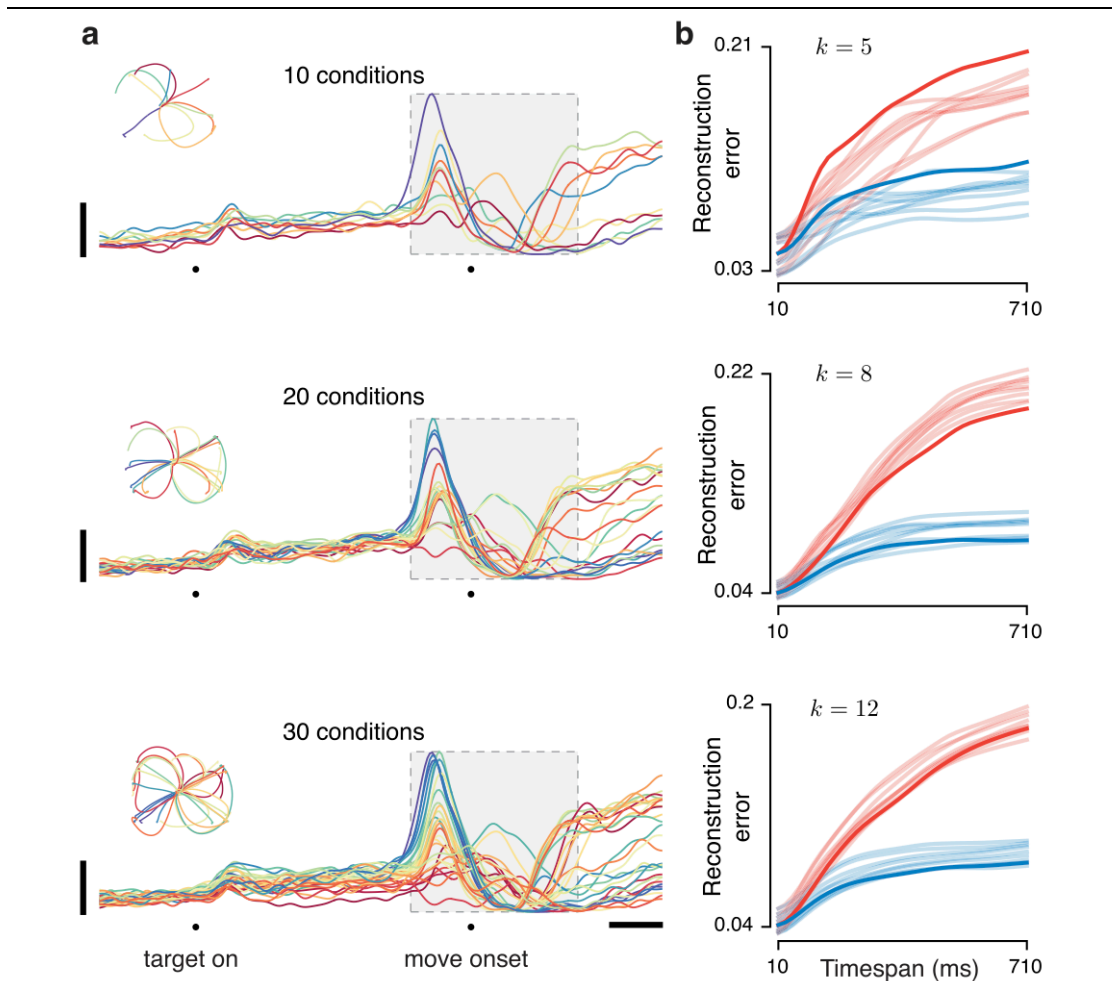 a
10 conditions
20 conditions
30 conditions
target on
move onset
b
k = 5
0.21
Reconstruction
error
0.03
10
710
k = 8
0.22
Reconstruction
error
0.04
10
710
k = 12
0.2
Reconstruction
error
0.04
10
Timespan (ms)
710